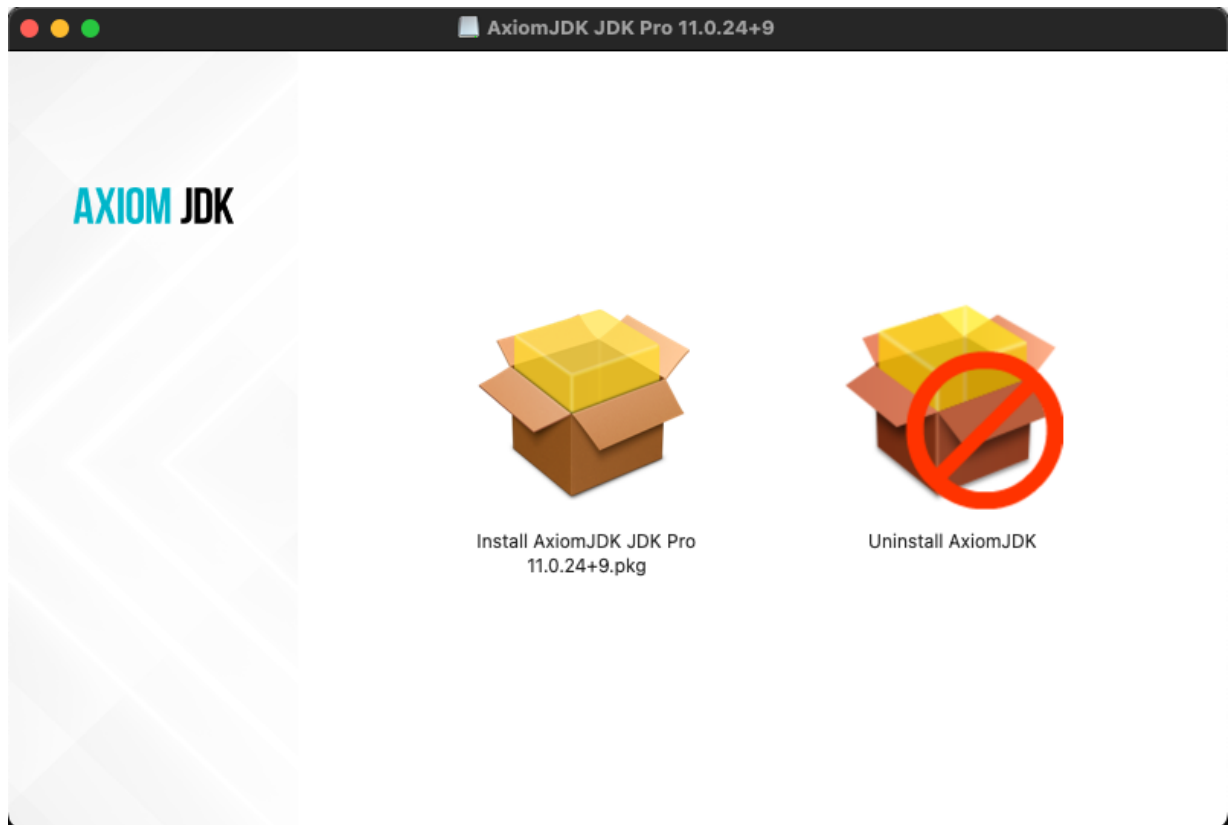 AxiomJDK JDK Pro 11.0.24+9
AXIOM JDK
Install AxiomJDK JDK Pro
11.0.24+9.pkg
Uninstall AxiomJDK